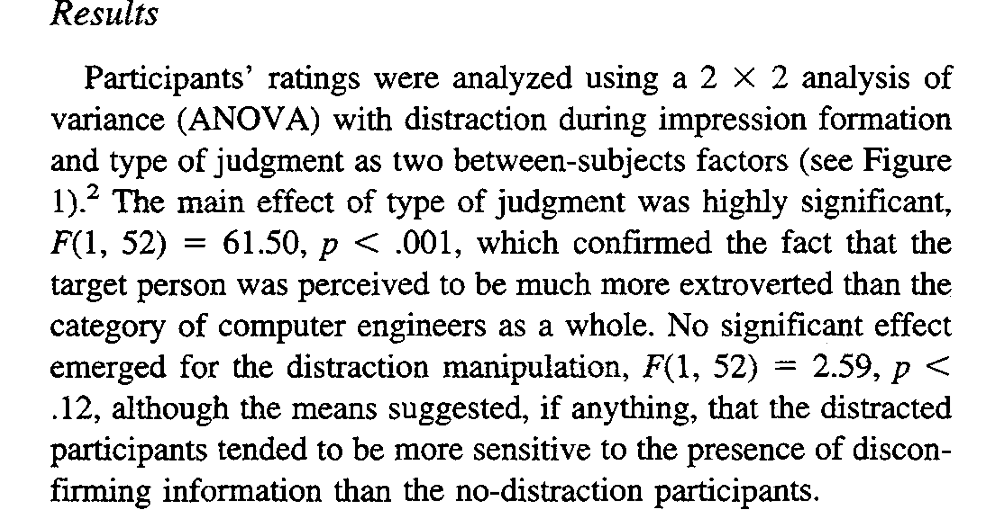 Results
Participants’ ratings were analyzed using a 2 × 2 analysis of
variance (ANOVA) with distraction during impression formation
and type of judgment as two between-subjects factors (see Figure
1).² The main effect of type of judgment was highly significant,
F(1, 52) = 61.50, p < .001, which confirmed the fact that the
target person was perceived to be much more extroverted than the
category of computer engineers as a whole. No significant effect
emerged for the distraction manipulation, F(1, 52) = 2.59, p <
.12, although the means suggested, if anything, that the distracted
participants tended to be more sensitive to the presence of discon-
firming information than the no-distraction participants.